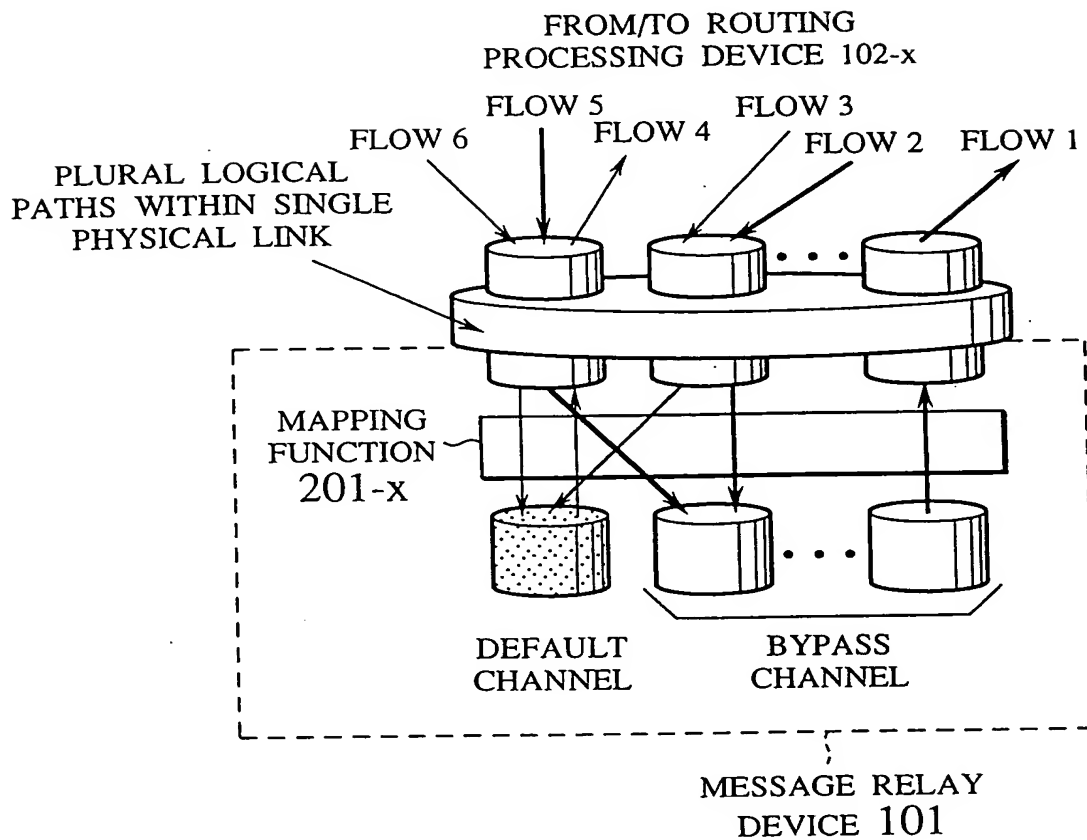 FROM/TO ROUTING
PROCESSING DEVICE 102-x
FLOW 5
FLOW 3
FLOW 6
FLOW 4
FLOW 2
FLOW 1
PLURAL LOGICAL
PATHS WITHIN SINGLE
PHYSICAL LINK
MAPPING
FUNCTION
201-x
DEFAULT
CHANNEL
BYPASS
CHANNEL
MESSAGE RELAY
DEVICE 101